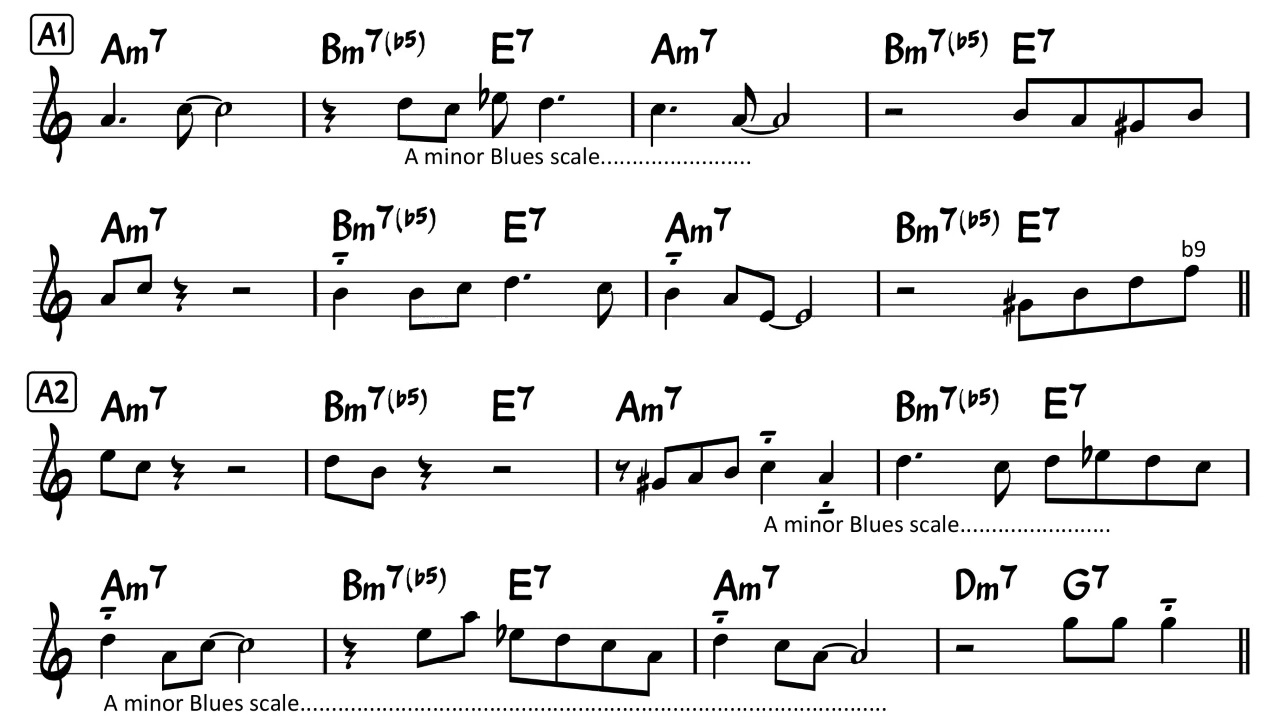 A1
Am7 Bm7(b5) E7 Am7 Bm7(b5) E7
A minor Blues scale........................
Am7 Bm7(b5) E7 Am7 Bm7(b5) E7
b9
A2
Am7 Bm7(b5) E7 Am7 Bm7(b5) E7
A minor Blues scale........................
Am7 Bm7(b5) E7 Am7 Dm7 G7
A minor Blues scale.............................................................................................